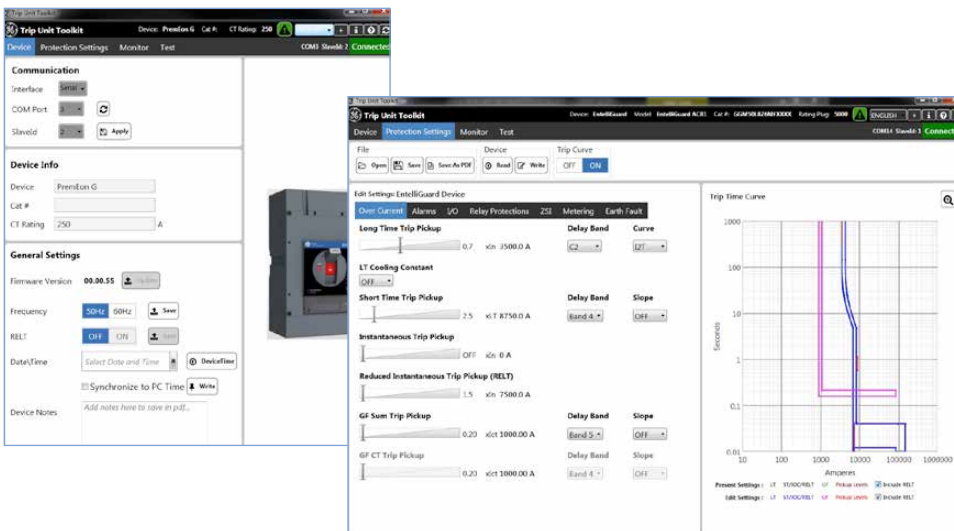 Trip Unit Toolkit Device: PremEon G Cat #: CT Rating: 250
Device Protection Settings Monitor Test COM3 SlaveId: 2 Connected
Communication
Interface Serial
COM Port 3
SlaveId 2 Apply
Device Info
Device PremEon G
Cat #
CT Rating 250 A
General Settings
Firmware Version 00.00.55 Update
Frequency 50Hz 60Hz Save
RELT OFF ON Save
Date\Time Select Date and Time DeviceTime
Synchronize to PC Time Write
Device Notes Add notes here to save in pdf...
Trip Unit Toolkit
Trip Unit Toolkit Device: EntelliGuard Model: EntelliGuard ACB1 Cat #: Rating Plug: 5000 ENGLISH
Device Protection Settings Monitor Test COM14 SlaveId: 1 Connect
File Device Trip Curve
Open Save Save As PDF Read Write OFF ON
Edit Settings: EntelliGuard Device
Over Current Alarms I/O Relay Protections ZSI Metering Earth Fault
Long Time Trip Pickup Delay Band Curve
0.7 xIn 3500.0 A C2 I2T
LT Cooling Constant
OFF
Short Time Trip Pickup Delay Band Slope
2.5 xLT 8750.0 A Band 4 OFF
Instantaneous Trip Pickup
OFF xIn 0 A
Reduced Instantaneous Trip Pickup (RELT)
1.5 xIn 7500.0 A
GF Sum Trip Pickup Delay Band Slope
0.20 xIct 1000.00 A Band 5 OFF
GF CT Trip Pickup Delay Band Slope
0.20 xIct 1000.00 A Band 4 OFF
Trip Time Curve
1000
100
10
1
0.1
0.01
Seconds
10 100 1000 10000 100000 1000000
Amperes
Present Settings : LT ST/IOC/RELT GF Pickup Levels Include RELT
Edit Settings : LT ST/IOC/RELT GF Pickup Levels Include RELT